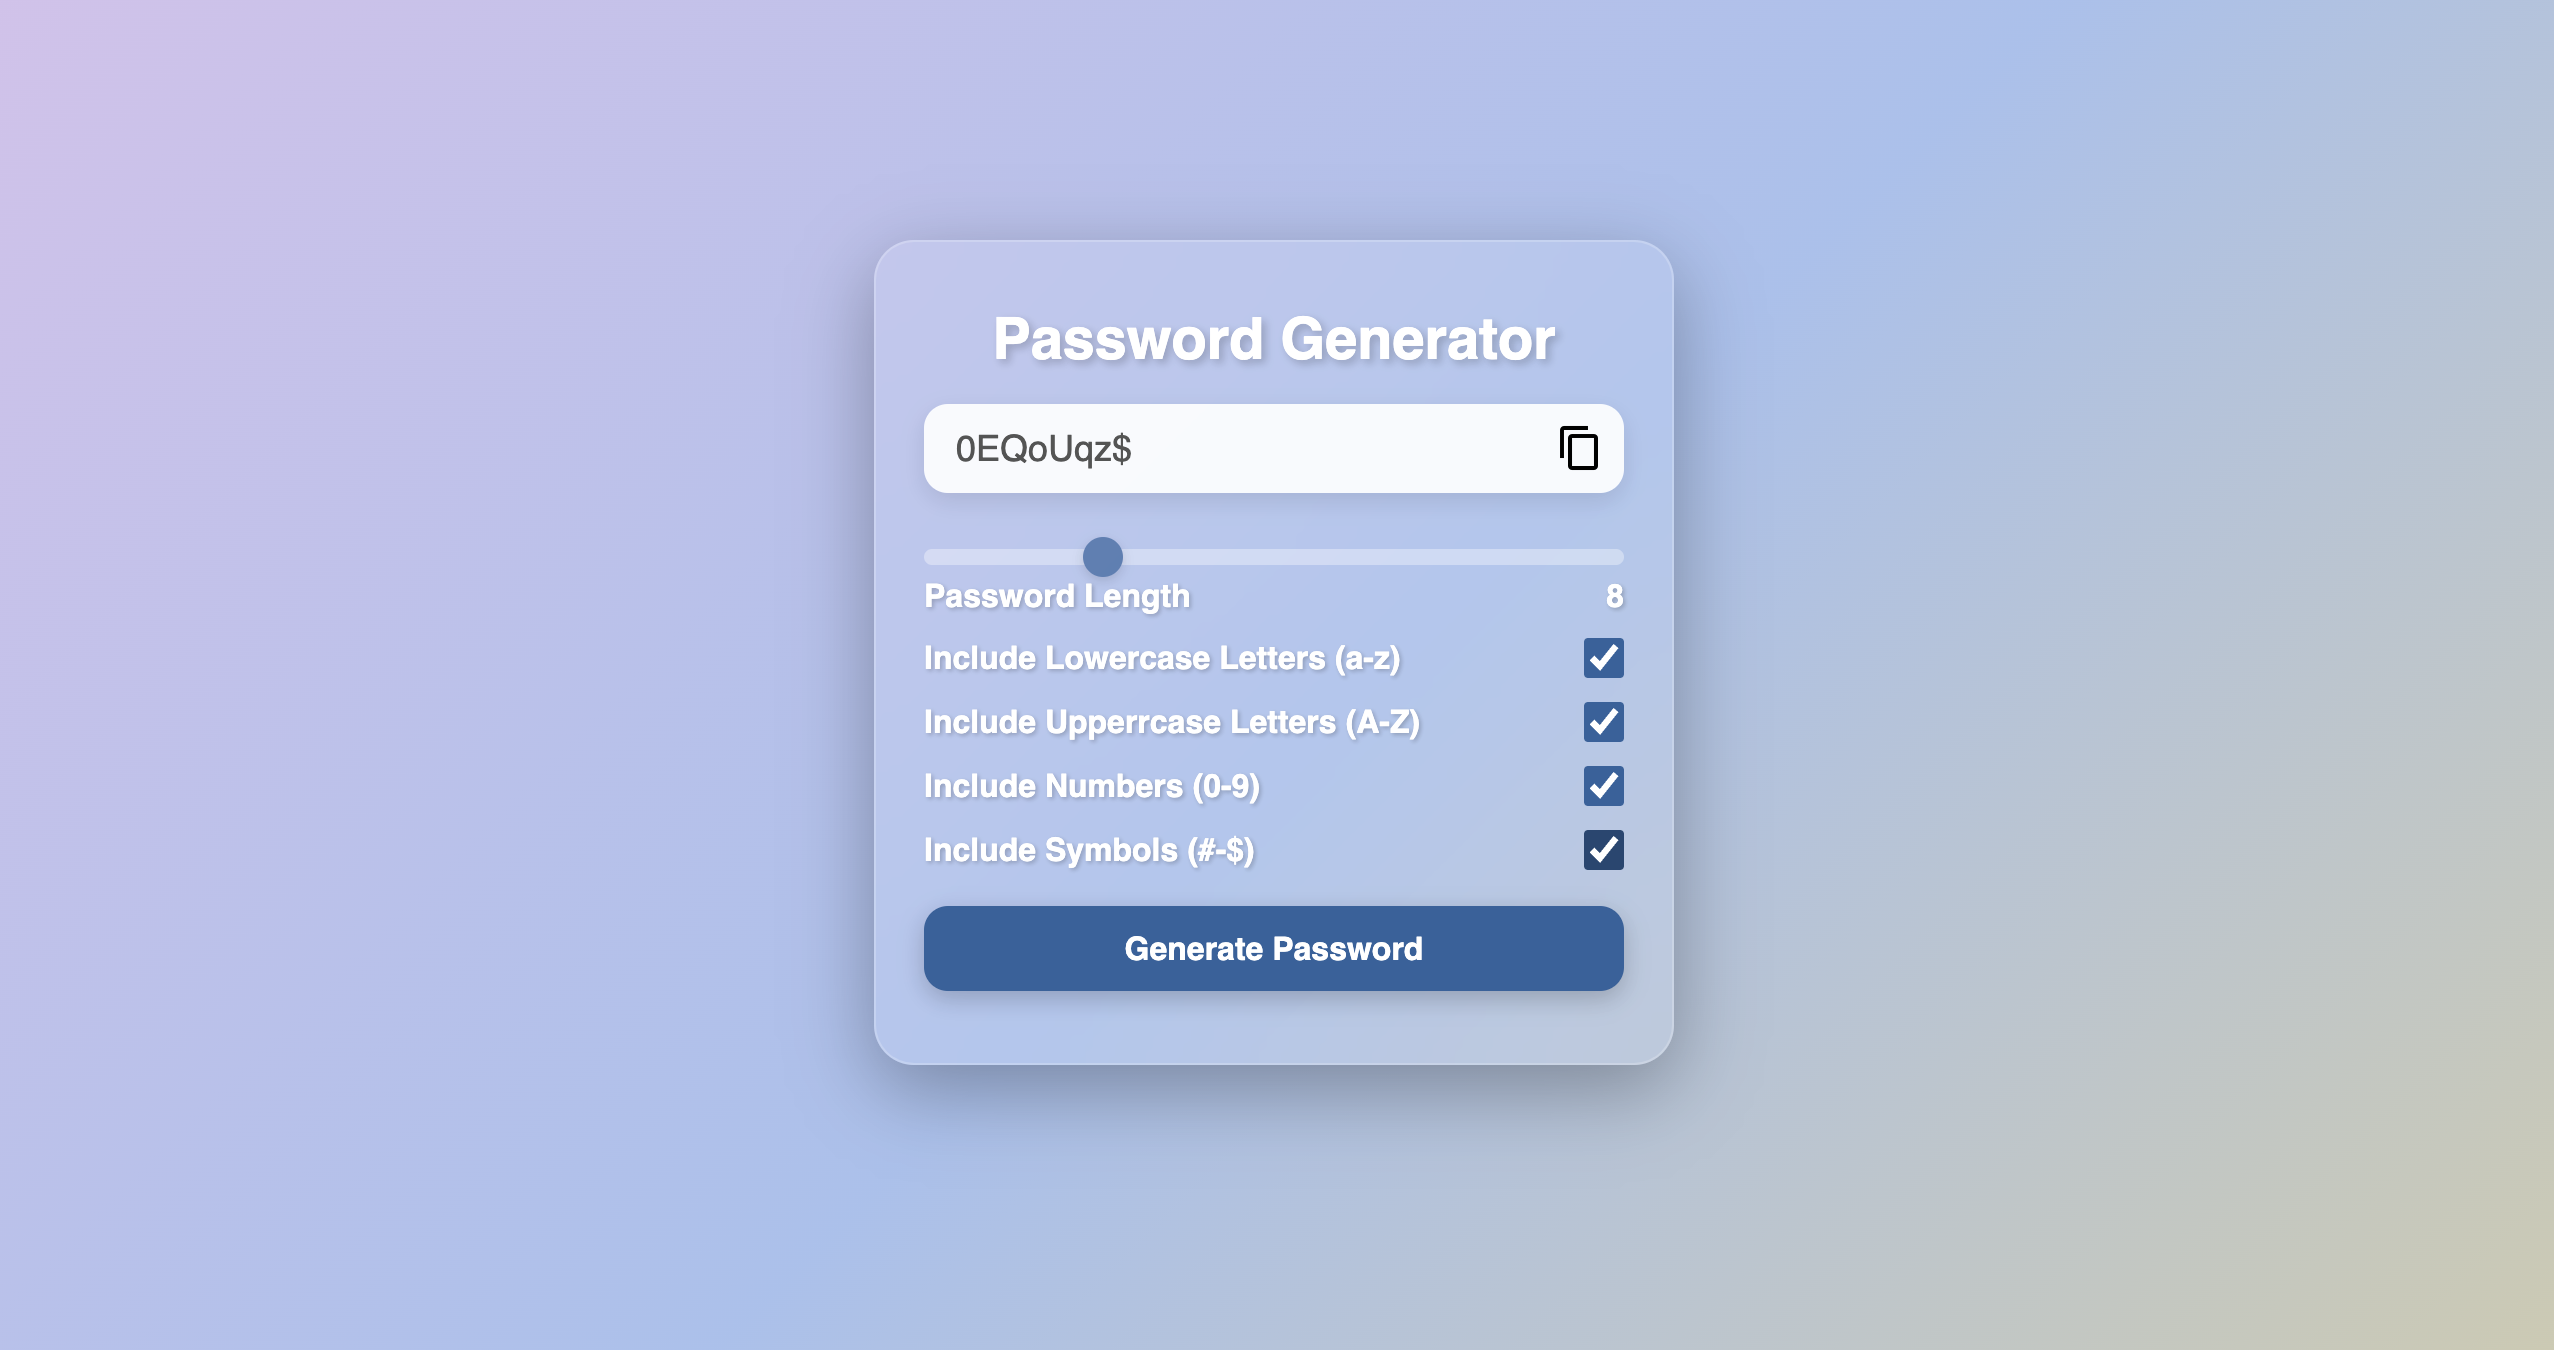 Password Generator
0EQoUqz$
Password Length 8
Include Lowercase Letters (a-z)
Include Upperrcase Letters (A-Z)
Include Numbers (0-9)
Include Symbols (#-$)
Generate Password